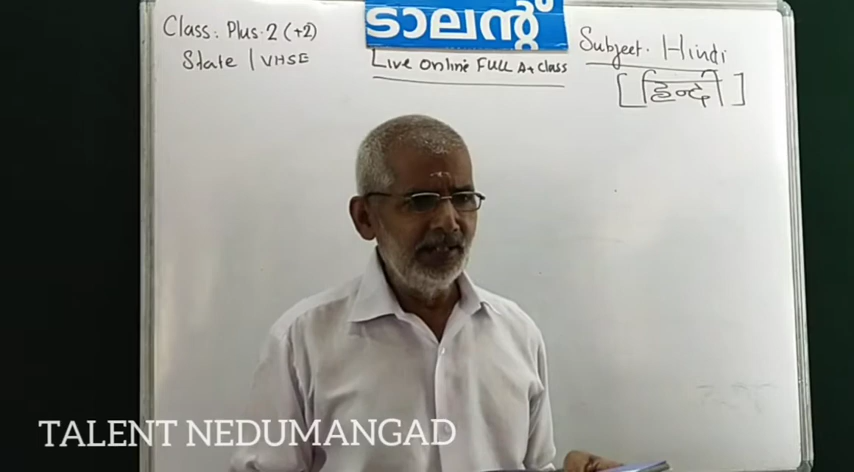 Class: Plus-2 (+2)
State / VHSE
ടാലന്റ്
Live Online FULL A+ Class
Subject. Hindi
[हिन्दी]
TALENT NEDUMANGAD